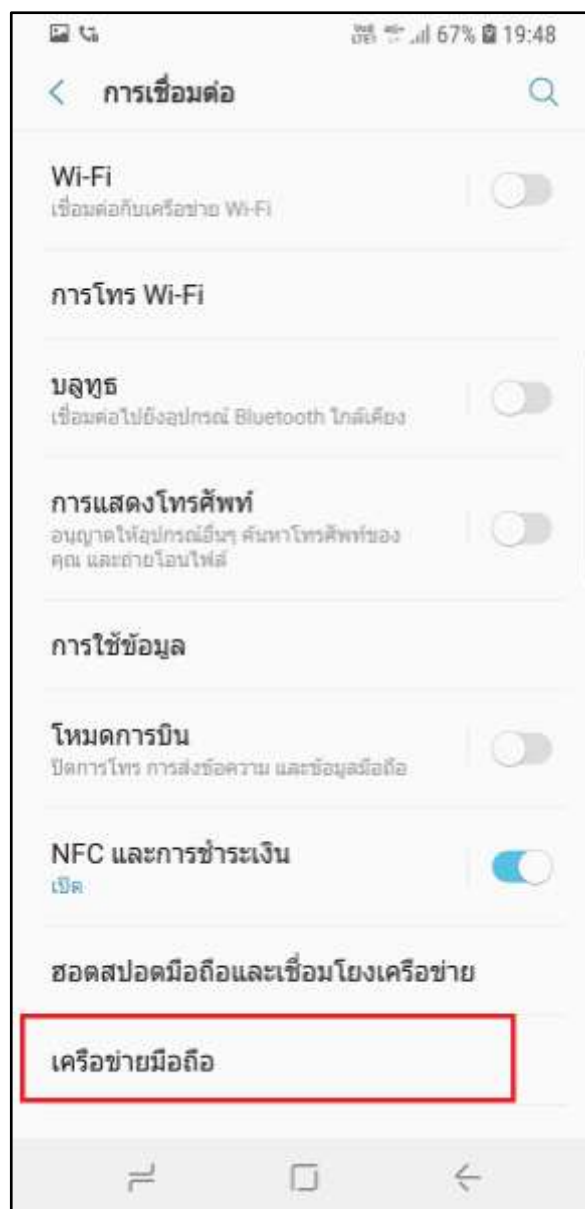 67% 19:48
การเชื่อมต่อ
Wi-Fi
เชื่อมต่อกับเครือข่าย Wi-Fi
การโทร Wi-Fi
บลูทูธ
เชื่อมต่อไปยังอุปกรณ์ Bluetooth ใกล้เคียง
การแสดงโทรศัพท์
อนุญาตให้อุปกรณ์อื่นๆ ค้นหาโทรศัพท์ของ
คุณ และถ่ายโอนไฟล์
การใช้ข้อมูล
โหมดการบิน
ปิดการโทร การส่งข้อความ และข้อมูลมือถือ
NFC และการชำระเงิน
เปิด
ฮอตสปอตมือถือและเชื่อมโยงเครือข่าย
เครือข่ายมือถือ